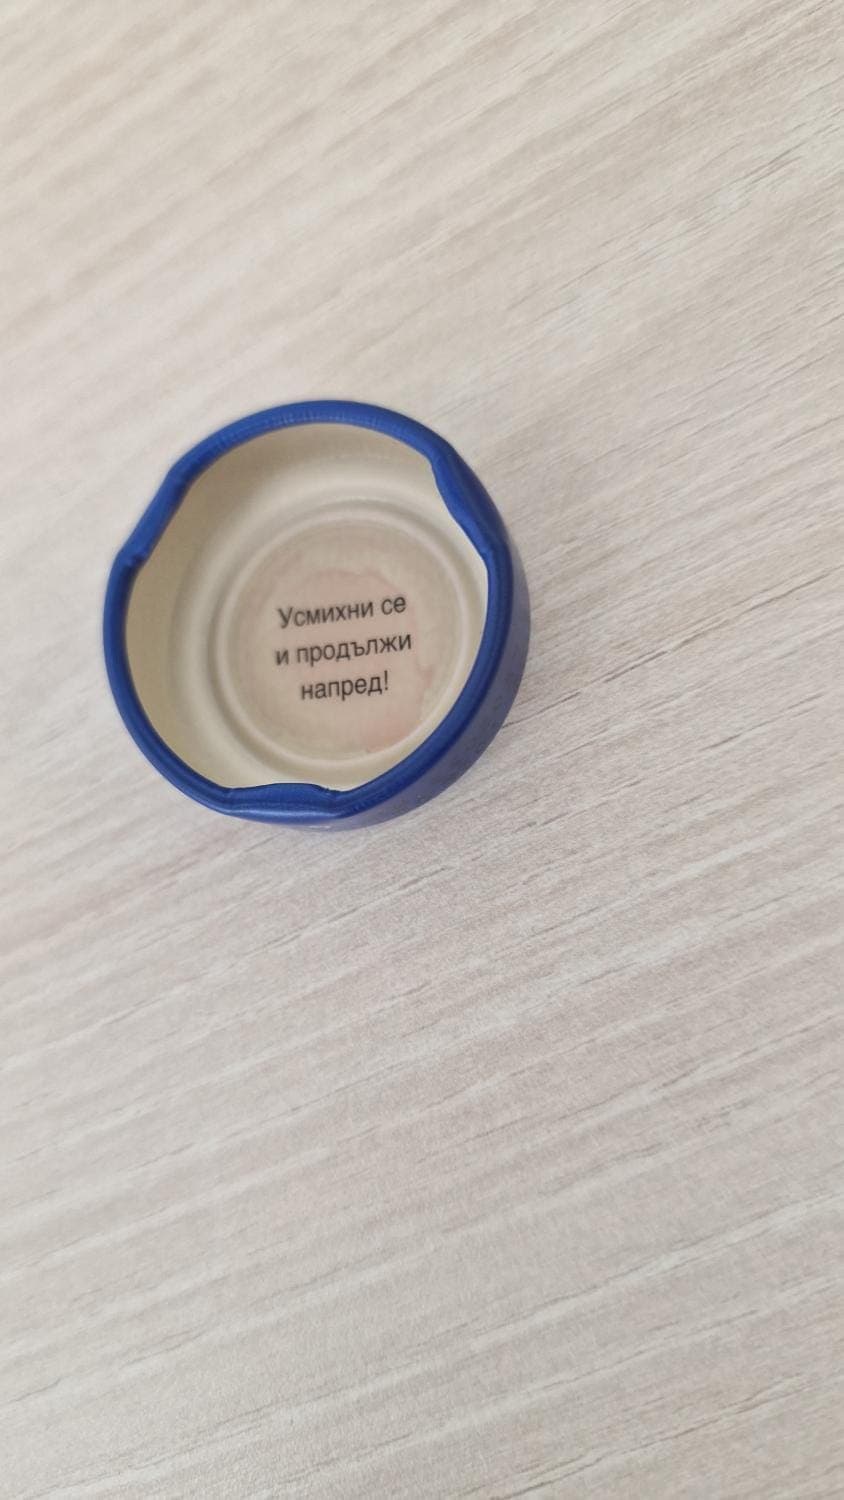 Усмихни се
и продължи
напред!